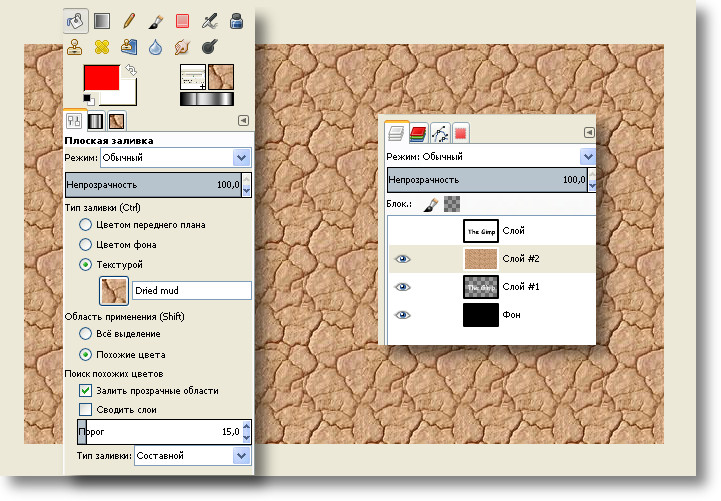 Плоская заливка
Режим: Обычный
Непрозрачность 100,0
Тип заливки (Ctrl)
Цветом переднего плана
Цветом фона
Текстурой
Dried mud
Область применения (Shift)
Всё выделение
Похожие цвета
Поиск похожих цветов
Залить прозрачные области
Сводить слои
Порог 15,0
Тип заливки: Составной
Режим: Обычный
Непрозрачность 100,0
Блок.:
The Gimp Слой
Слой #2
The Gimp Слой #1
Фон